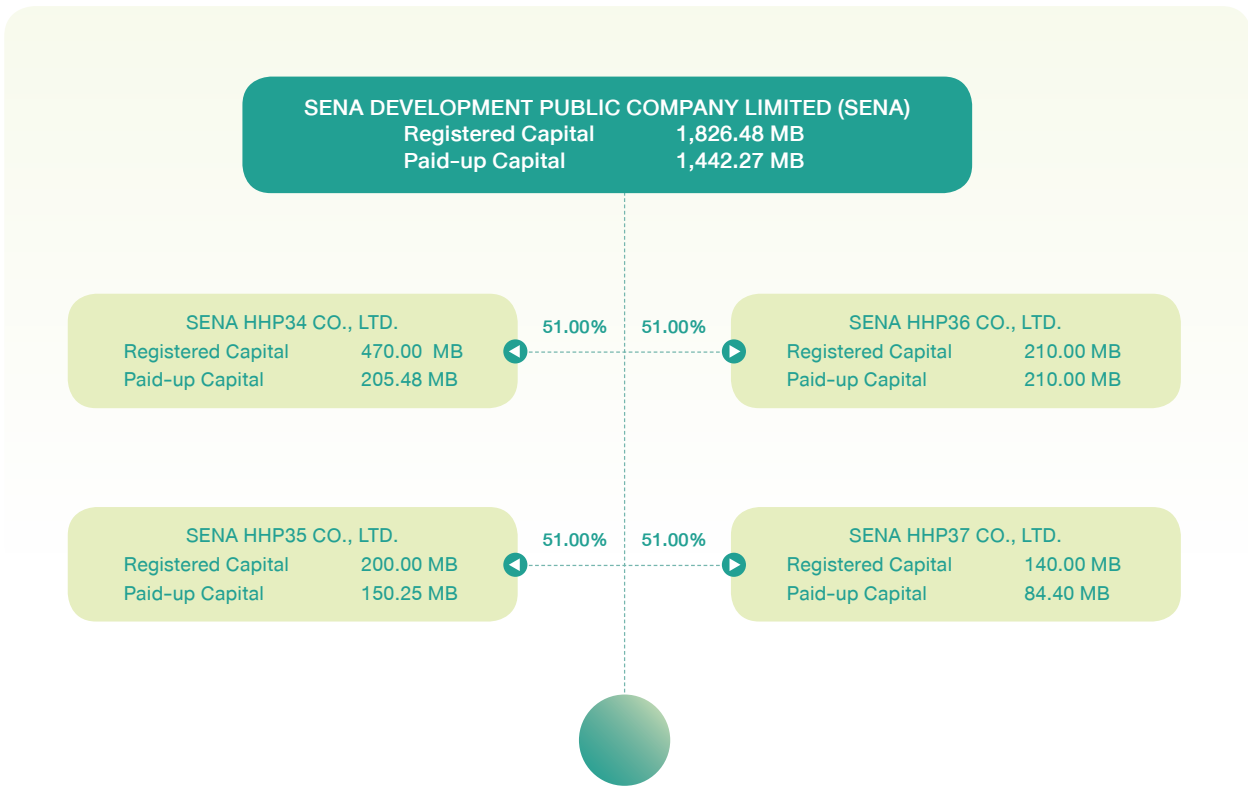 SENA DEVELOPMENT PUBLIC COMPANY LIMITED (SENA)
Registered Capital 1,826.48 MB
Paid-up Capital 1,442.27 MB
SENA HHP34 CO., LTD.
Registered Capital 470.00 MB
Paid-up Capital 205.48 MB
51.00% 51.00%
SENA HHP36 CO., LTD.
Registered Capital 210.00 MB
Paid-up Capital 210.00 MB
SENA HHP35 CO., LTD.
Registered Capital 200.00 MB
Paid-up Capital 150.25 MB
51.00% 51.00%
SENA HHP37 CO., LTD.
Registered Capital 140.00 MB
Paid-up Capital 84.40 MB